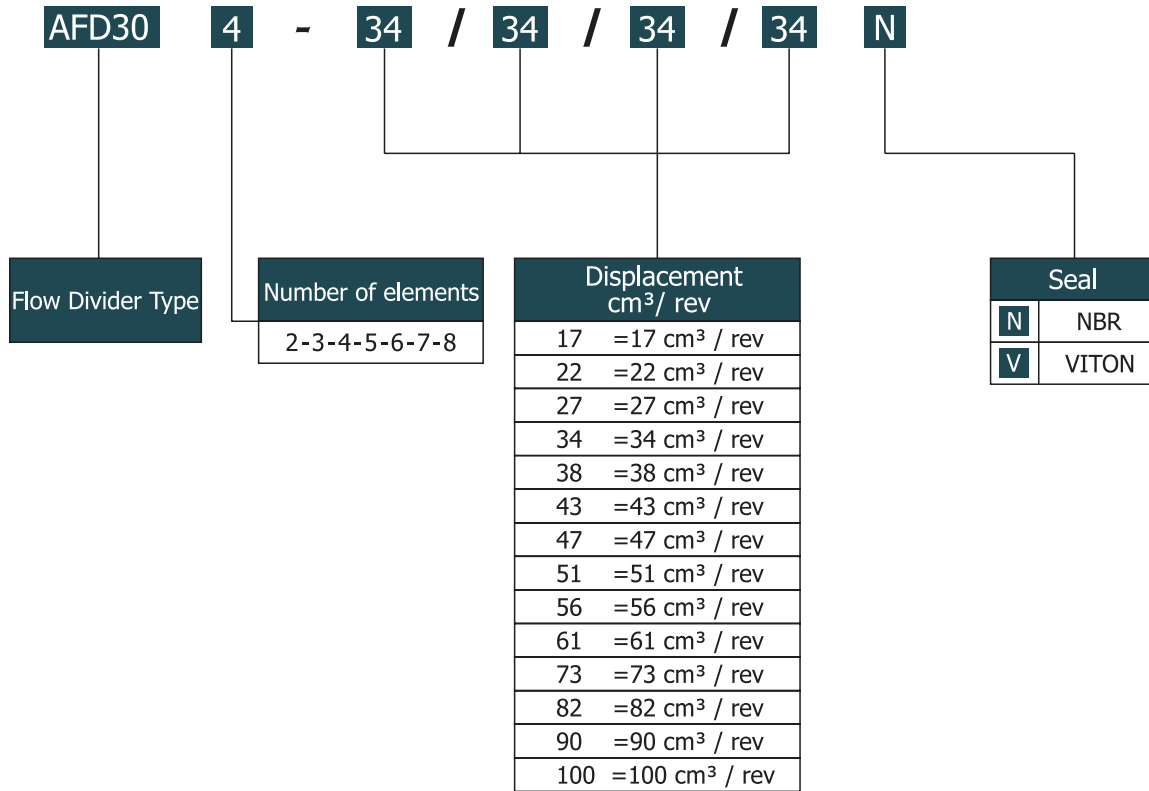 AFD30 4 - 34 / 34 / 34 / 34 N
Flow Divider Type
Number of elements
2-3-4-5-6-7-8
Displacement
cm³/ rev
17 =17 cm³ / rev
22 =22 cm³ / rev
27 =27 cm³ / rev
34 =34 cm³ / rev
38 =38 cm³ / rev
43 =43 cm³ / rev
47 =47 cm³ / rev
51 =51 cm³ / rev
56 =56 cm³ / rev
61 =61 cm³ / rev
73 =73 cm³ / rev
82 =82 cm³ / rev
90 =90 cm³ / rev
100 =100 cm³ / rev
Seal
N NBR
V VITON